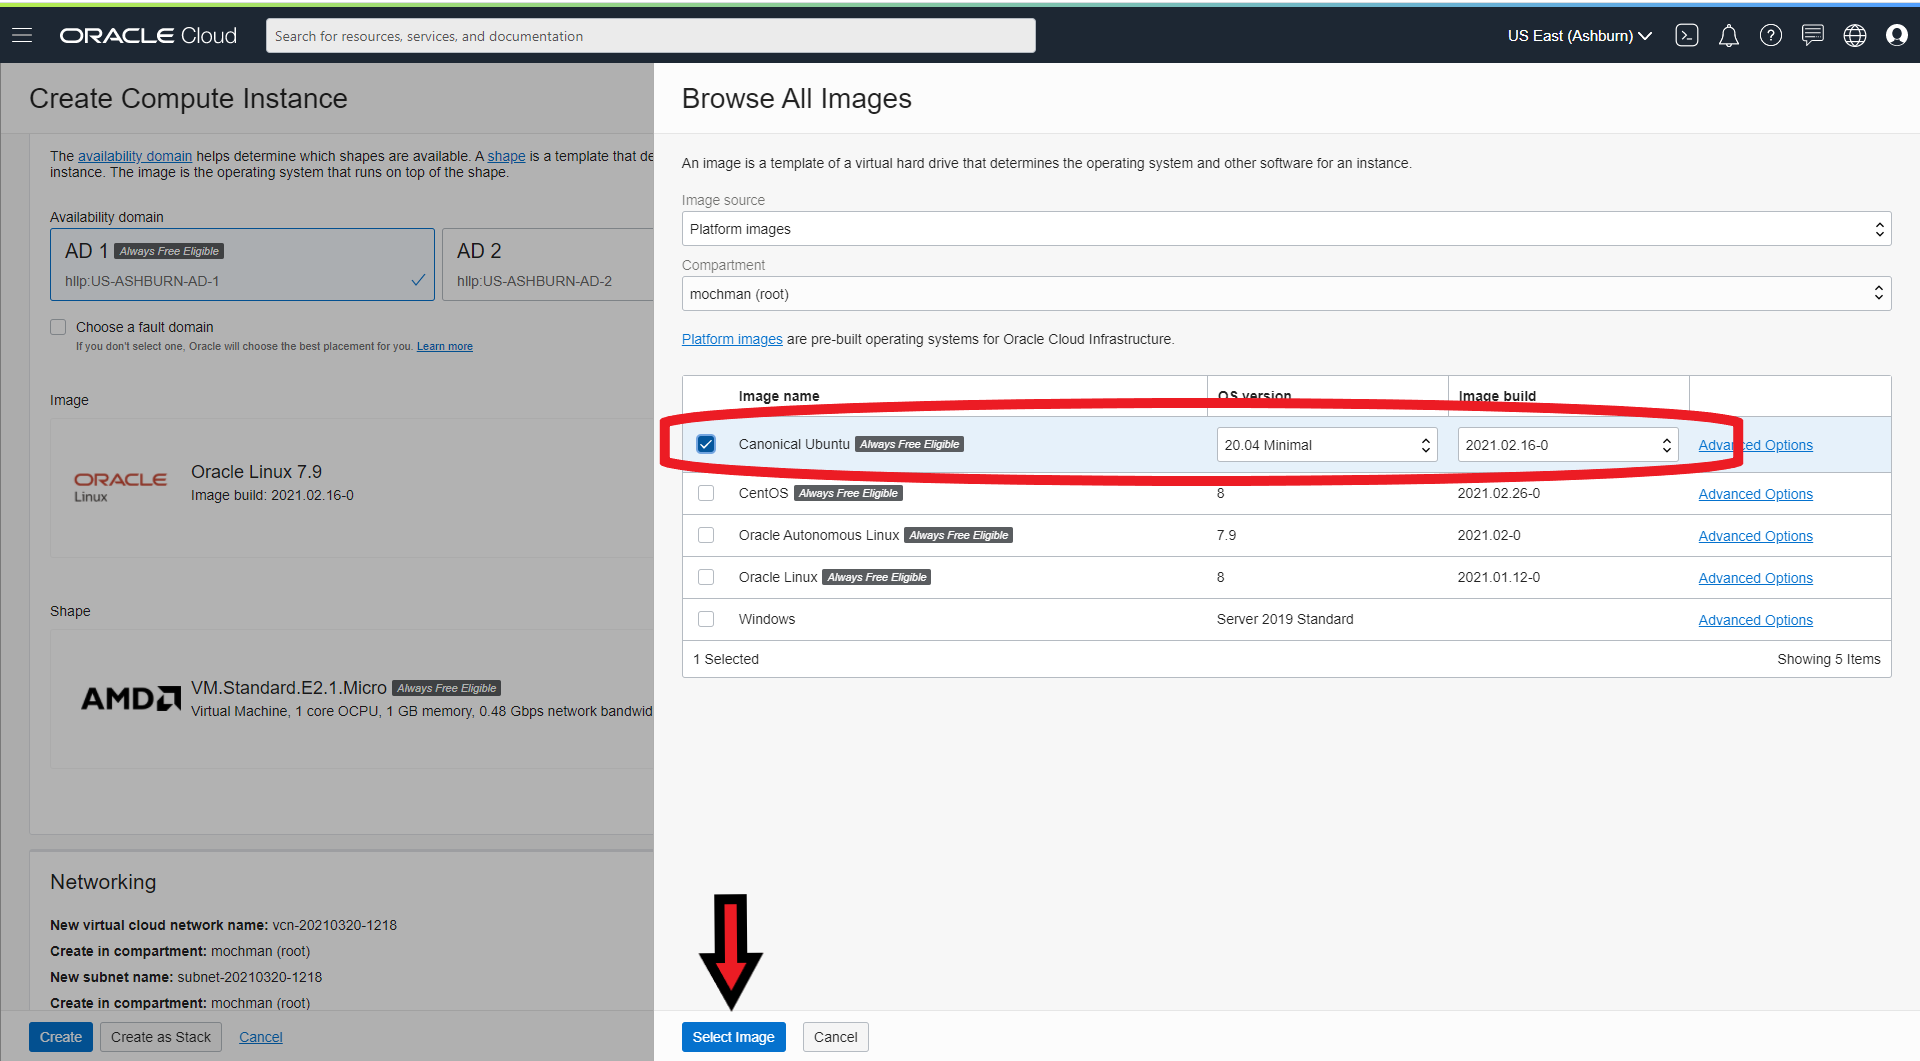 ORACLE Cloud
Search for resources, services, and documentation
US East (Ashburn)
Create Compute Instance
The availability domain helps determine which shapes are available. A shape is a template that de
instance. The image is the operating system that runs on top of the shape.
Availability domain
AD 1 Always Free Eligible
hllp:US-ASHBURN-AD-1
AD 2
hllp:US-ASHBURN-AD-2
Choose a fault domain
If you don't select one, Oracle will choose the best placement for you. Learn more
Image
ORACLE
Linux
Oracle Linux 7.9
Image build: 2021.02.16-0
Shape
AMD
VM.Standard.E2.1.Micro Always Free Eligible
Virtual Machine, 1 core OCPU, 1 GB memory, 0.48 Gbps network bandwid
Networking
New virtual cloud network name: vcn-20210320-1218
Create in compartment: mochman (root)
New subnet name: subnet-20210320-1218
Create in compartment: mochman (root)
Create Create as Stack Cancel
Browse All Images
An image is a template of a virtual hard drive that determines the operating system and other software for an instance.
Image source
Platform images
Compartment
mochman (root)
Platform images are pre-built operating systems for Oracle Cloud Infrastructure.
Image name OS version Image build
Canonical Ubuntu Always Free Eligible 20.04 Minimal 2021.02.16-0 Advanced Options
CentOS Always Free Eligible 8 2021.02.26-0 Advanced Options
Oracle Autonomous Linux Always Free Eligible 7.9 2021.02-0 Advanced Options
Oracle Linux Always Free Eligible 8 2021.01.12-0 Advanced Options
Windows Server 2019 Standard Advanced Options
1 Selected Showing 5 Items
Select Image Cancel